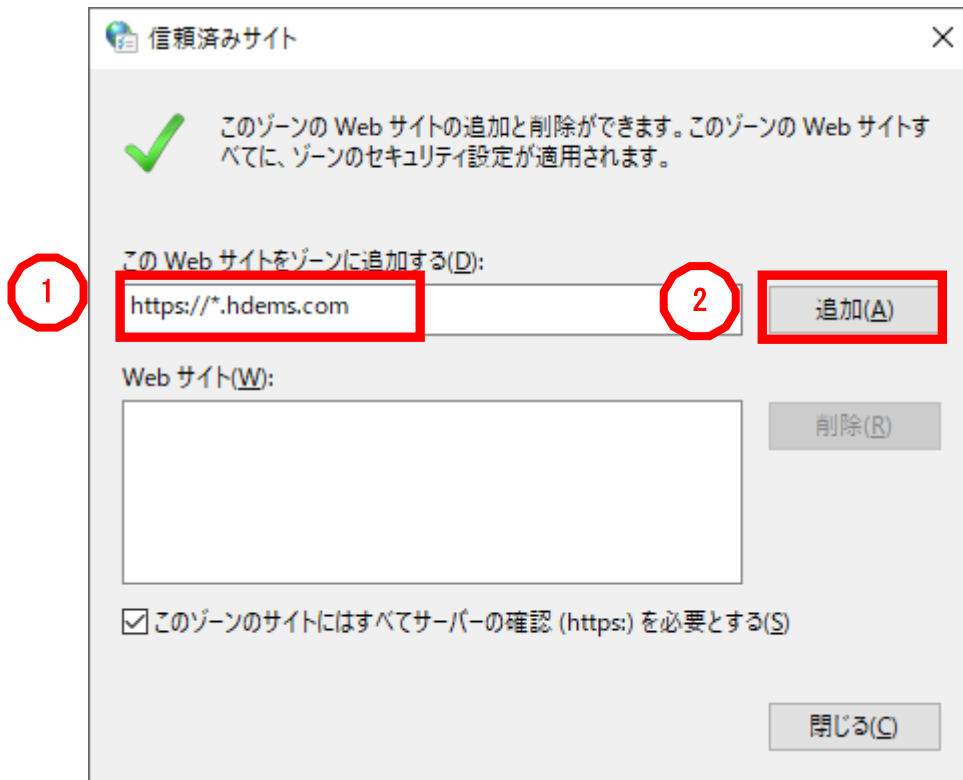 信頼済みサイト
このゾーンの Web サイトの追加と削除ができます。このゾーンの Web サイトす
べてに、ゾーンのセキュリティ設定が適用されます。
この Web サイトをゾーンに追加する(D):
1
https://*.hdems.com
2
追加(A)
Web サイト(W):
削除(R)
このゾーンのサイトにはすべてサーバーの確認 (https:) を必要とする(S)
閉じる(C)